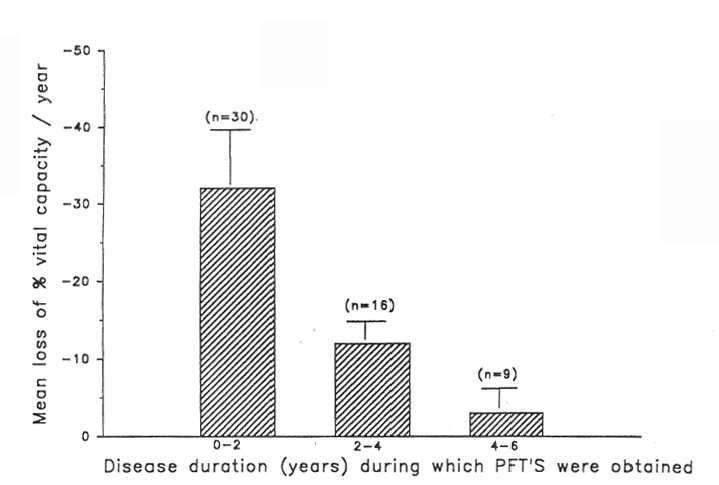 Mean loss of % vital capacity / year
-50
-40
-30
-20
-10
0
(n=30)
(n=16)
(n=9)
0-2
2-4
4-6
Disease duration (years) during which PFT'S were obtained